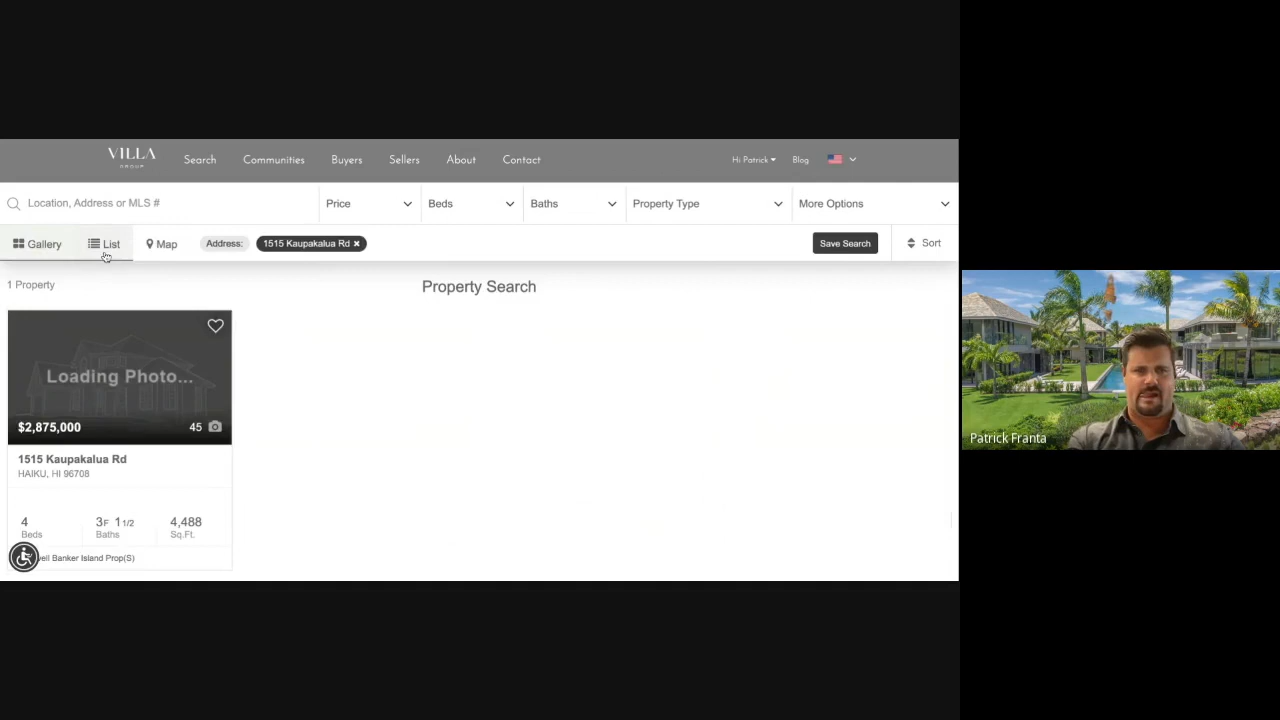 VILLA
GROUP
Search
Communities
Buyers
Sellers
About
Contact
Hi Patrick
Blog
Location, Address or MLS #
Price
Beds
Baths
Property Type
More Options
Gallery
List
Map
Address:
1515 Kaupakalua Rd ×
Save Search
Sort
1 Property
Property Search
Loading Photo...
$2,875,000
45
1515 Kaupakalua Rd
HAIKU, HI 96708
4
Beds
3F 1 1/2
Baths
4,488
Sq.Ft.
Banker Island Prop(S)
Patrick Franta